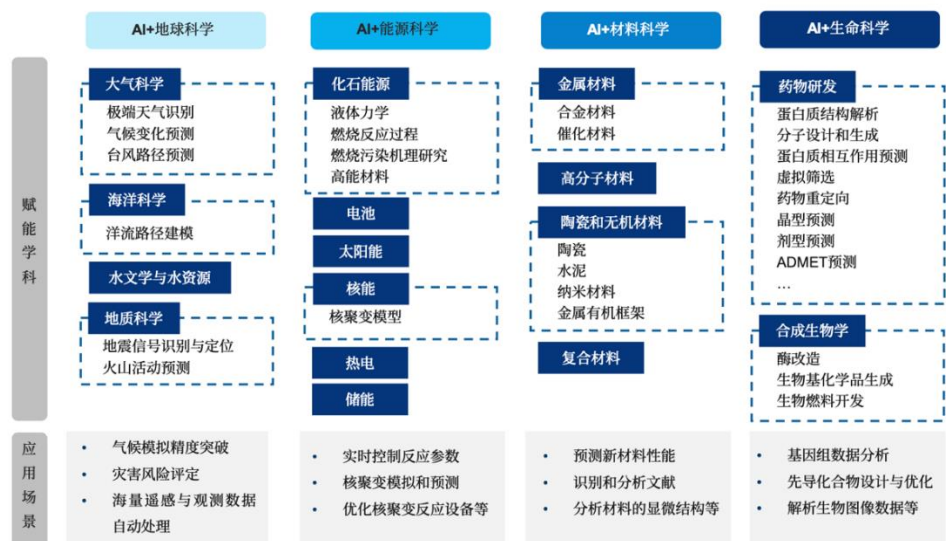 AI+地球科学
AI+能源科学
AI+材料科学
AI+生命科学
赋能学科
大气科学
极端天气识别
气候变化预测
台风路径预测
海洋科学
洋流路径建模
水文学与水资源
地质科学
地震信号识别与定位
火山活动预测
化石能源
液体力学
燃烧反应过程
燃烧污染机理研究
高能材料
电池
太阳能
核能
核聚变模型
热电
储能
金属材料
合金材料
催化材料
高分子材料
陶瓷和无机材料
陶瓷
水泥
纳米材料
金属有机框架
复合材料
药物研发
蛋白质结构解析
分子设计和生成
蛋白质相互作用预测
虚拟筛选
药物重定向
晶型预测
剂型预测
ADMET预测
...
合成生物学
酶改造
生物基化学品生成
生物燃料开发
应用场景
• 气候模拟精度突破
• 灾害风险评定
• 海量遥感与观测数据
自动处理
• 实时控制反应参数
• 核聚变模拟和预测
• 优化核聚变反应设备等
• 预测新材料性能
• 识别和分析文献
• 分析材料的显微结构等
• 基因组数据分析
• 先导化合物设计与优化
• 解析生物图像数据等